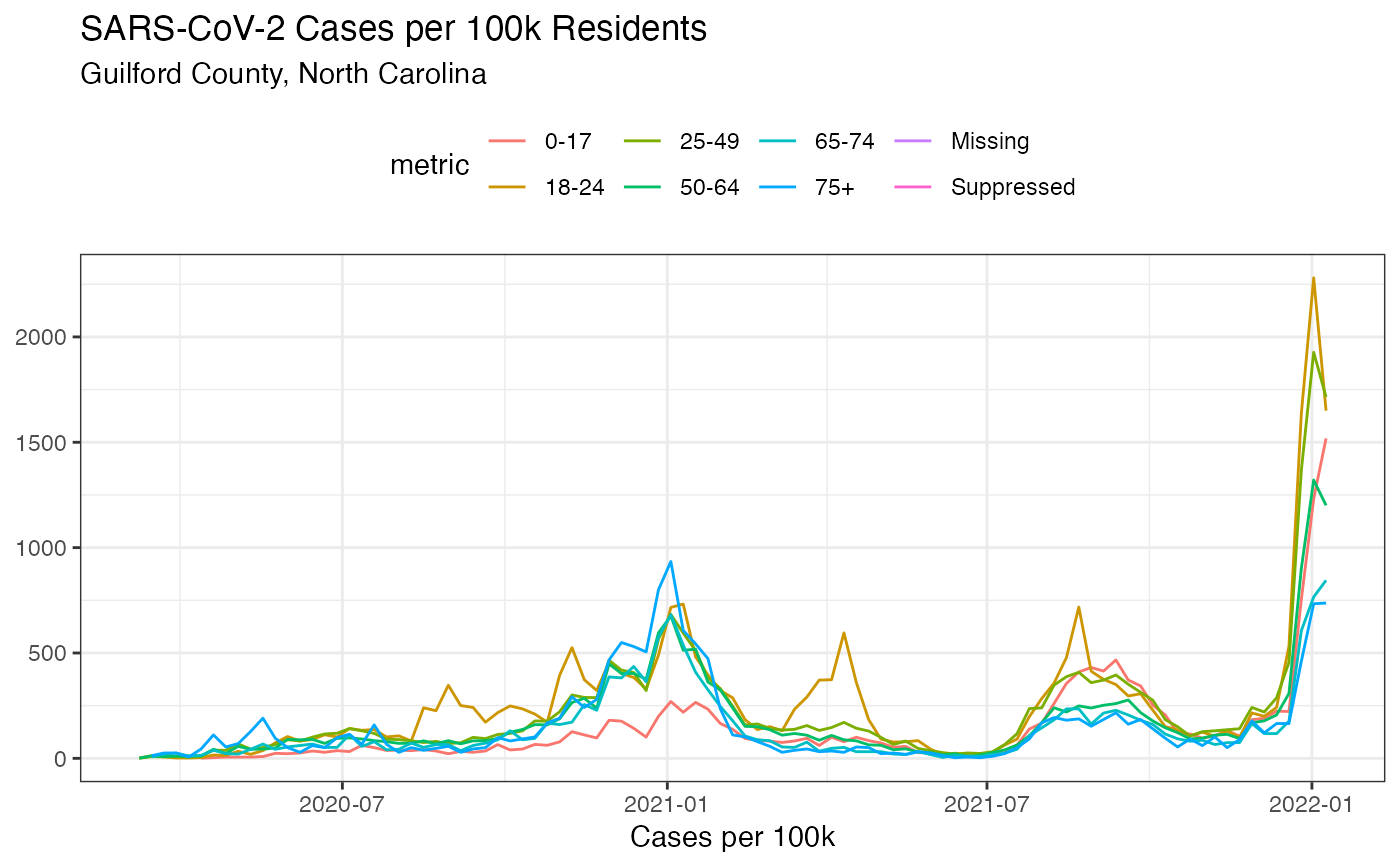 SARS-CoV-2 Cases per 100k Residents
Guilford County, North Carolina
metric
0-17 25-49 65-74 Missing
18-24 50-64 75+ Suppressed
2000
1500
1000
500
0
2020-07 2021-01 2021-07 2022-01
Cases per 100k